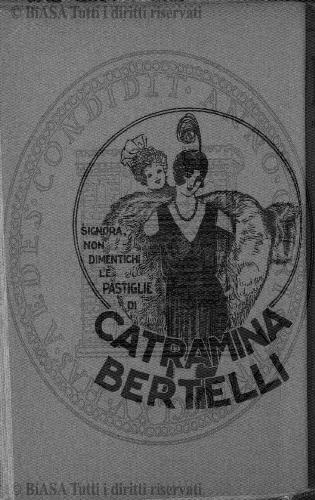 © BiASA Tutti i diritti riservati
SIGNORA,
NON
DIMENTICHI
LE
PASTIGLIE
DI
CATRAMINA
BERTELLI
© BiASA Tutti i diritti riservati